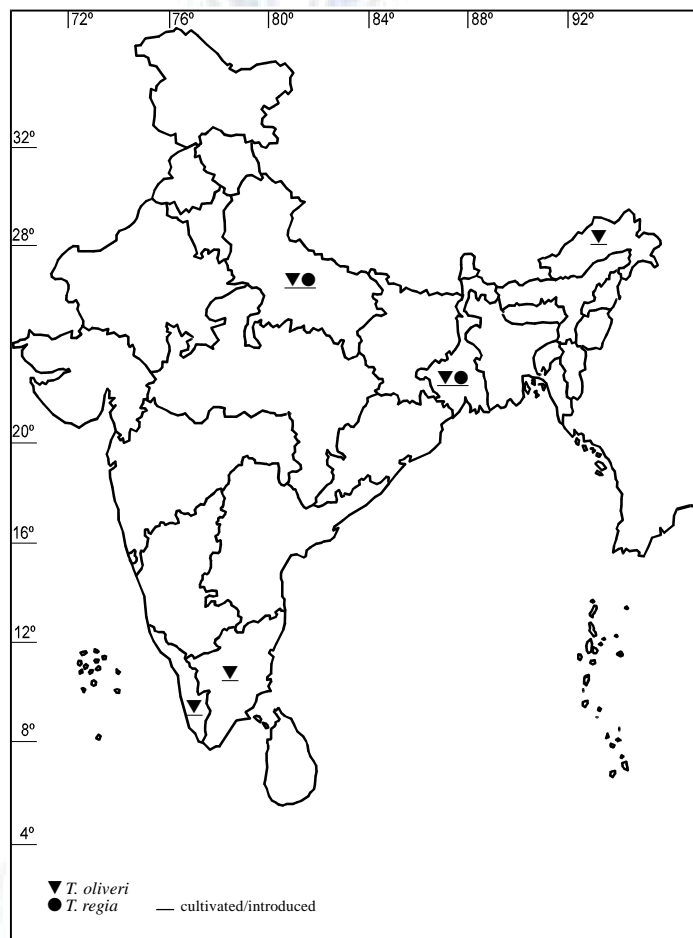 72º 76º 80º 84º 88º 92º
32º
28º
20º
16º
12º
8º
4º
T. oliveri
T. regia — cultivated/introduced